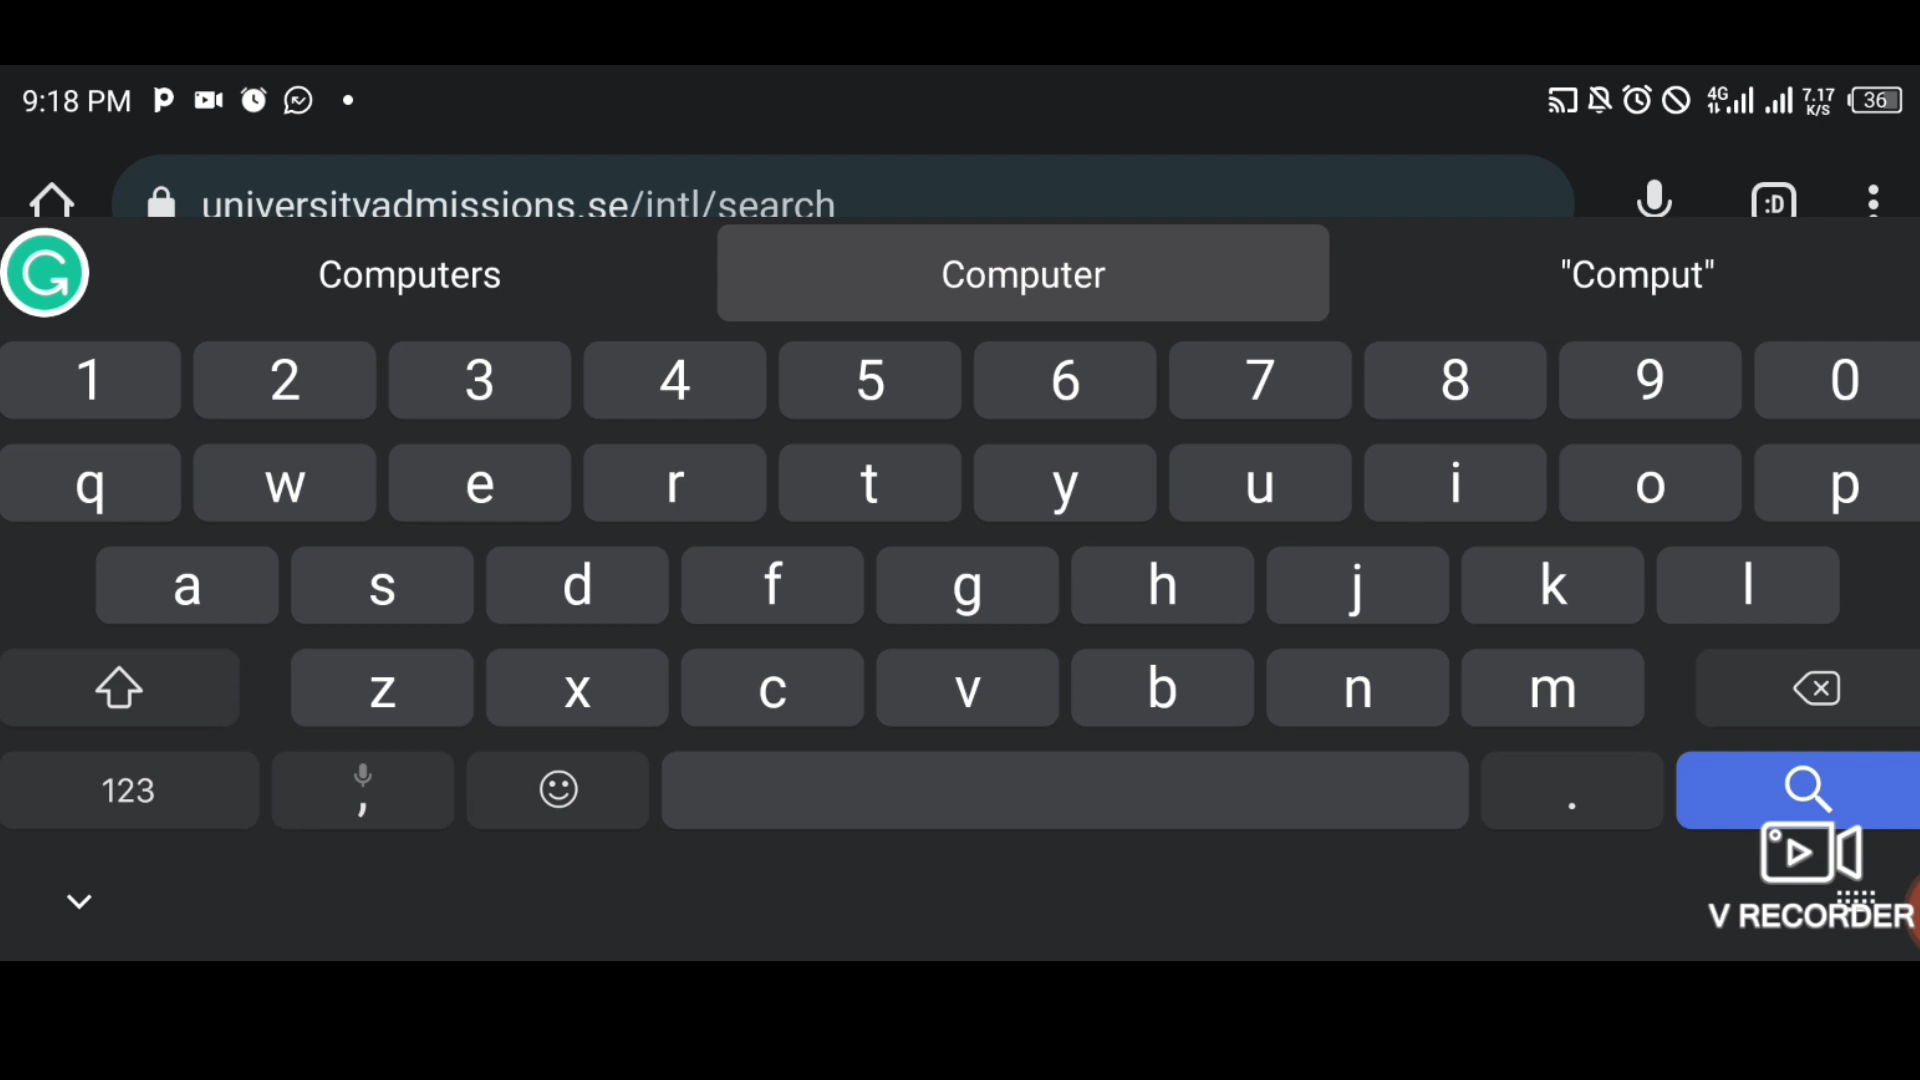 9:18 PM 4G 7.17 K/S 36
universityadmissions.se/intl/search :D
Computers Computer "Comput"
1 2 3 4 5 6 7 8 9 0
q w e r t y u i o p
a s d f g h j k l
z x c v b n m
123 , .
V RECORDER